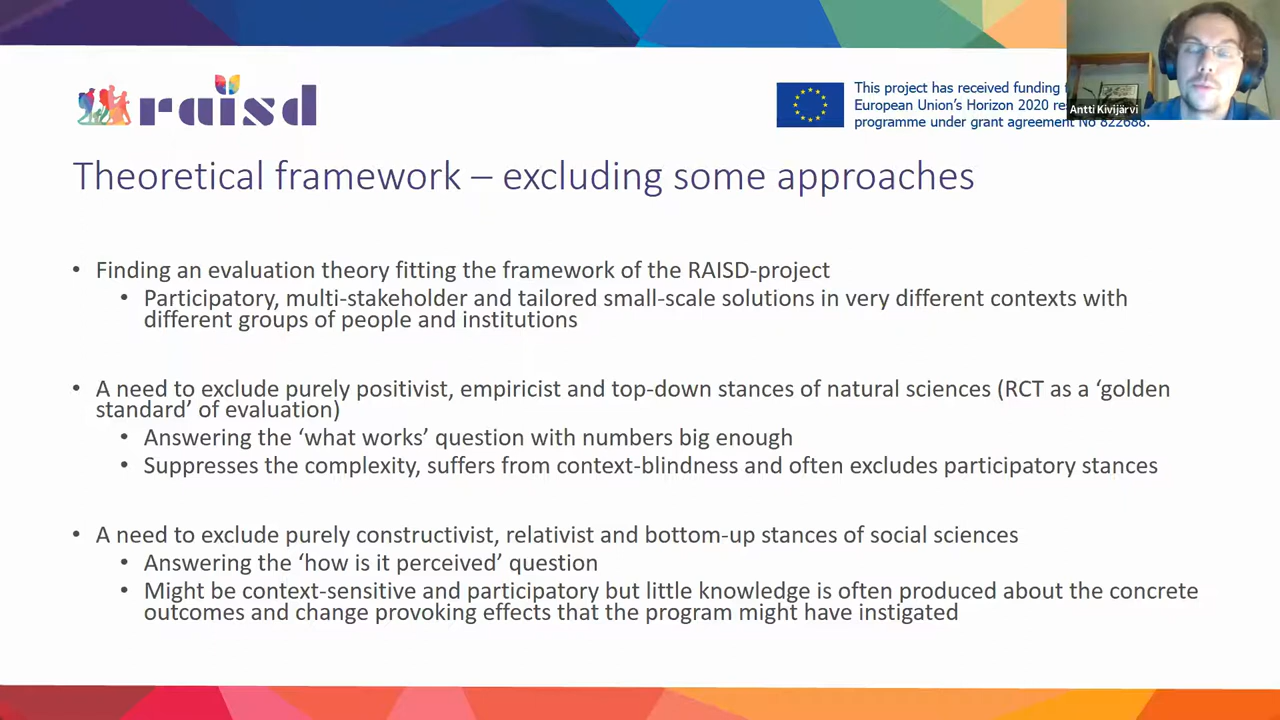 raisd
This project has received funding
European Union's Horizon 2020 re
programme under grant agreement No 822688.
Antti Kivijärvi
Theoretical framework – excluding some approaches
• Finding an evaluation theory fitting the framework of the RAISD-project
• Participatory, multi-stakeholder and tailored small-scale solutions in very different contexts with
different groups of people and institutions
• A need to exclude purely positivist, empiricist and top-down stances of natural sciences (RCT as a ‘golden
standard’ of evaluation)
• Answering the ‘what works’ question with numbers big enough
• Suppresses the complexity, suffers from context-blindness and often excludes participatory stances
• A need to exclude purely constructivist, relativist and bottom-up stances of social sciences
• Answering the ‘how is it perceived’ question
• Might be context-sensitive and participatory but little knowledge is often produced about the concrete
outcomes and change provoking effects that the program might have instigated